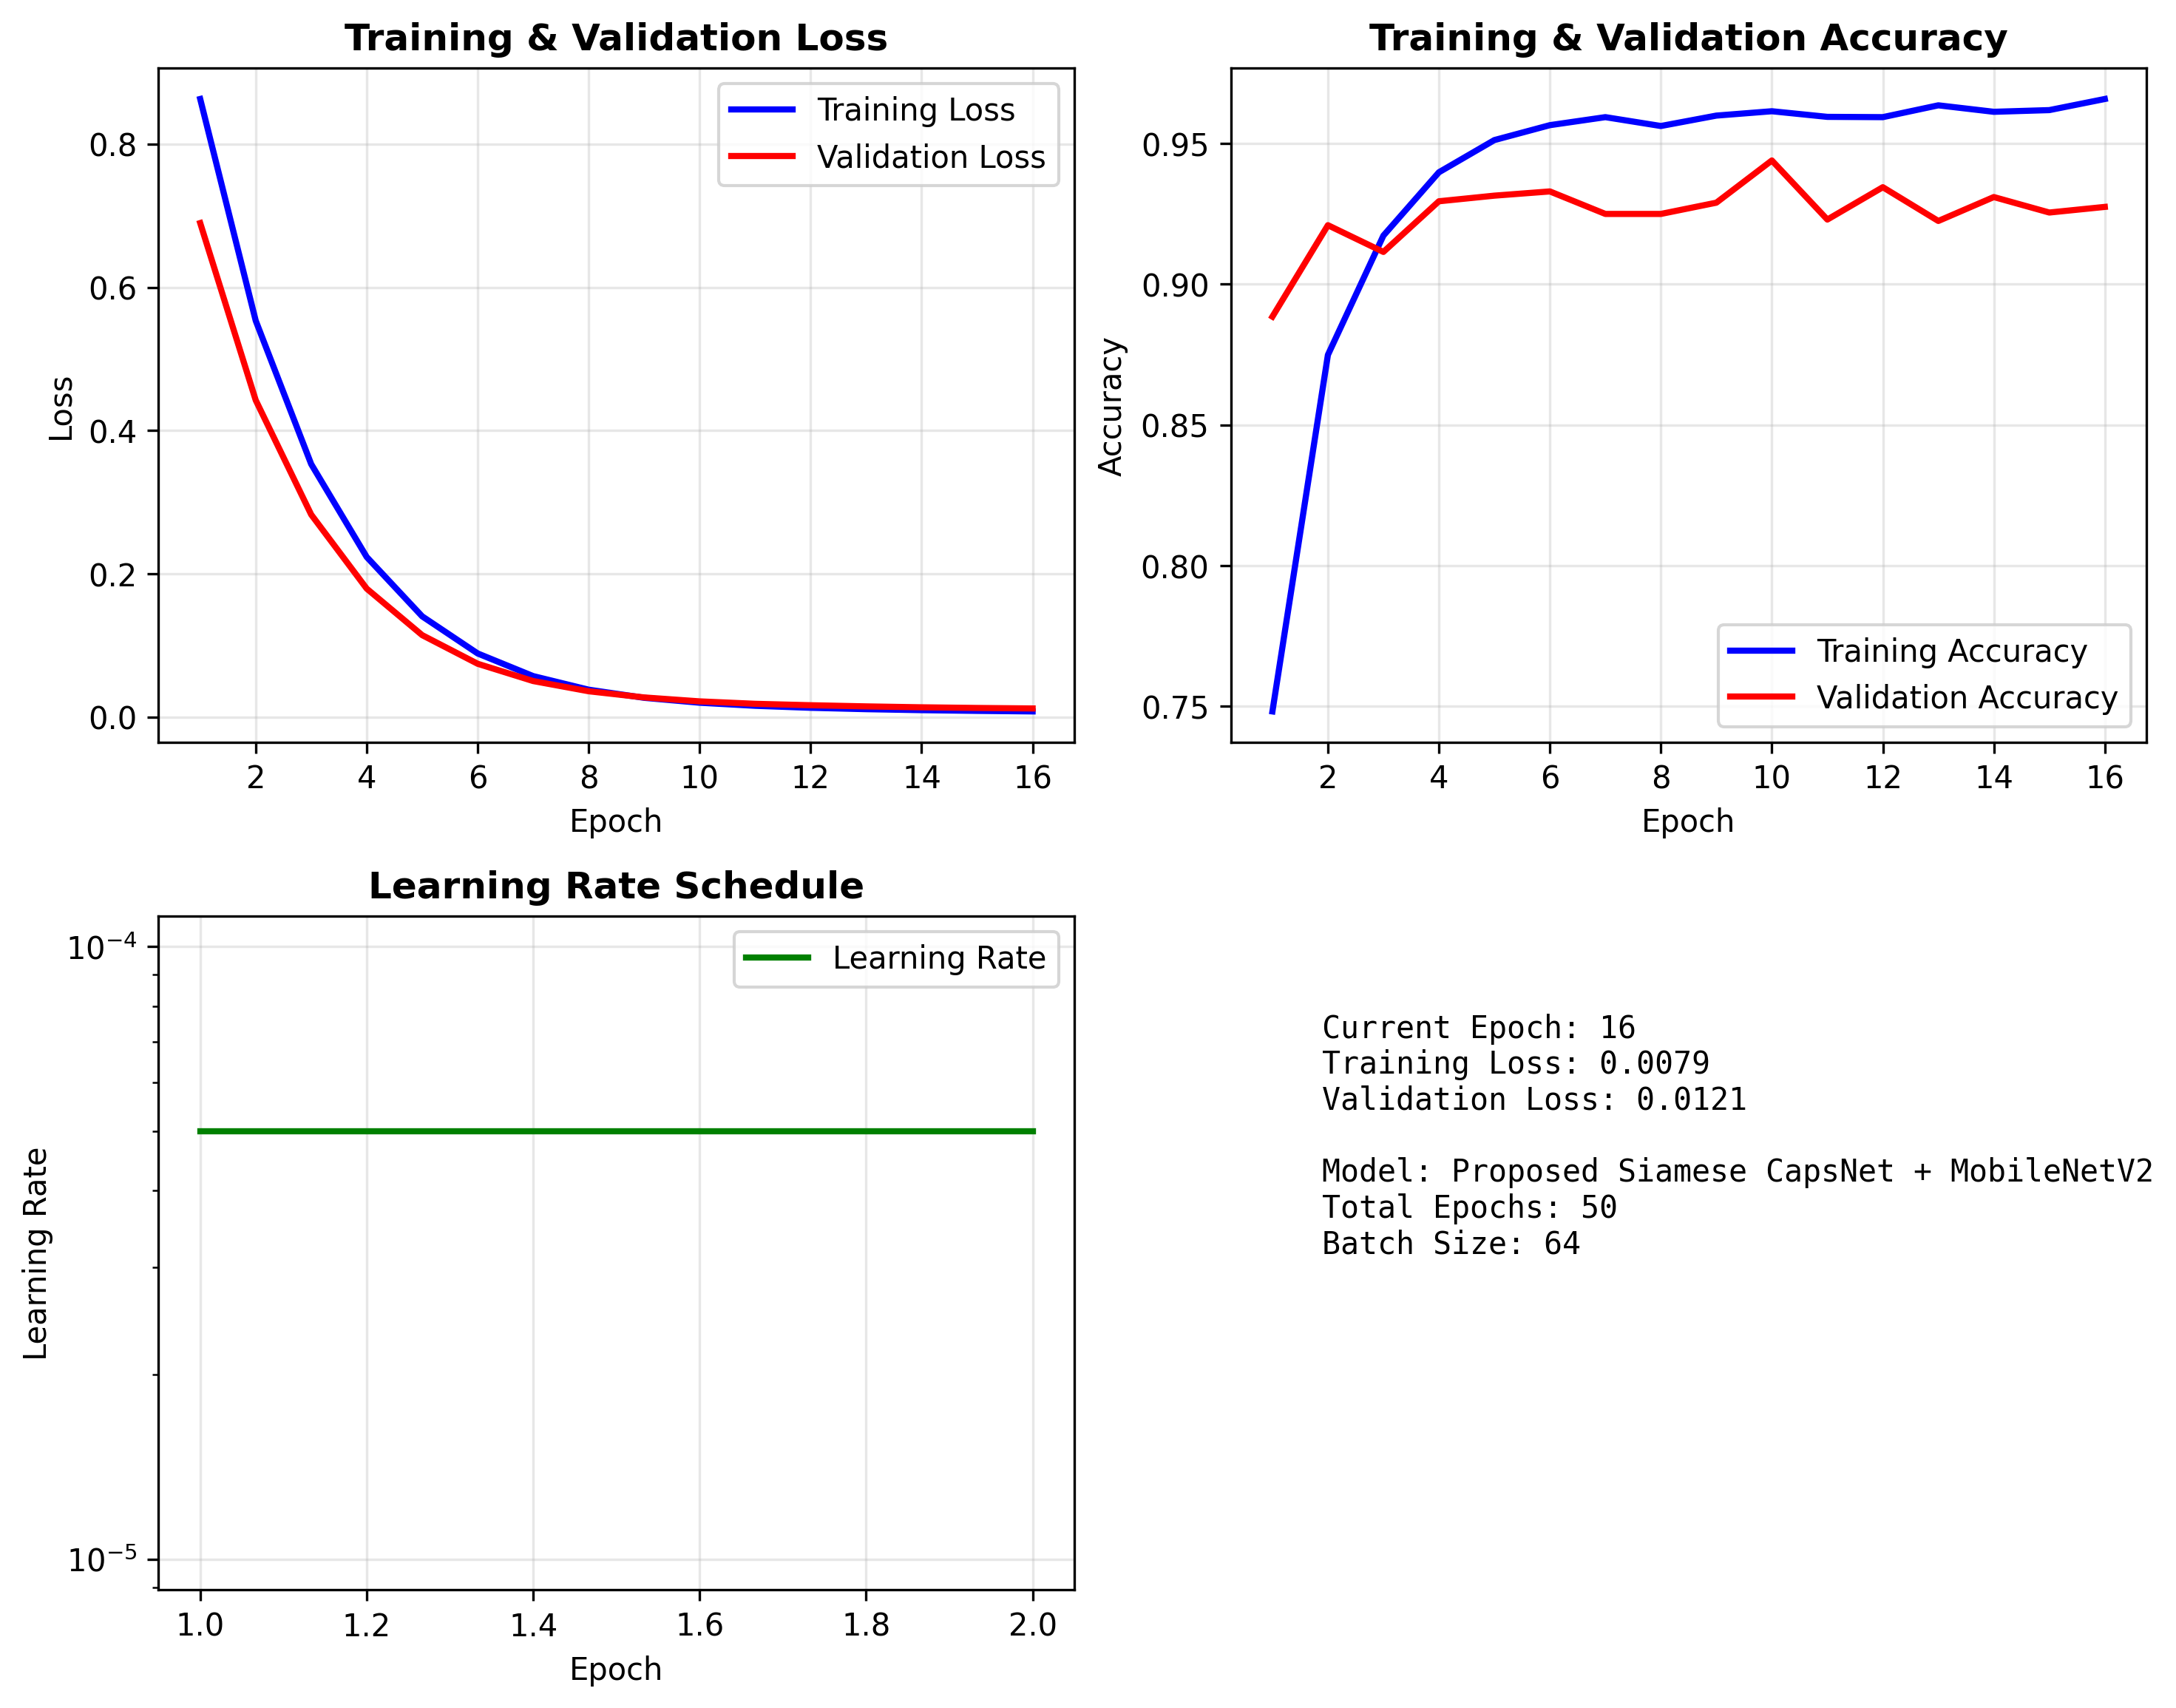 Training & Validation Loss
Training Loss
Validation Loss
Loss
0.8
0.6
0.4
0.2
0.0
2 4 6 8 10 12 14 16
Epoch
Training & Validation Accuracy
Accuracy
0.95
0.90
0.85
0.80
0.75
Training Accuracy
Validation Accuracy
2 4 6 8 10 12 14 16
Epoch
Learning Rate Schedule
Learning Rate
Learning Rate
10⁻⁴
10⁻⁵
1.0 1.2 1.4 1.6 1.8 2.0
Epoch
Current Epoch: 16
Training Loss: 0.0079
Validation Loss: 0.0121
Model: Proposed Siamese CapsNet + MobileNetV2
Total Epochs: 50
Batch Size: 64